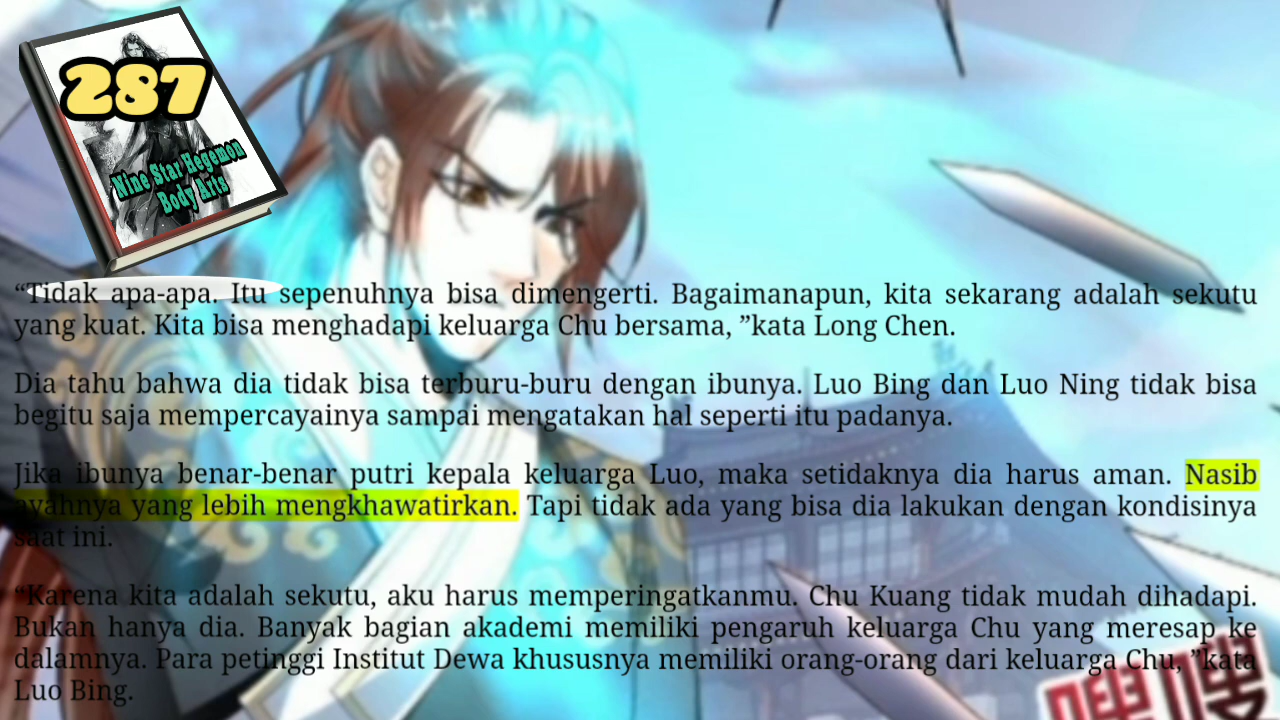 287
Nine Star Hegemon
Body Arts
“Tidak apa-apa. Itu sepenuhnya bisa dimengerti. Bagaimanapun, kita sekarang adalah sekutu
yang kuat. Kita bisa menghadapi keluarga Chu bersama, ”kata Long Chen.
Dia tahu bahwa dia tidak bisa terburu-buru dengan ibunya. Luo Bing dan Luo Ning tidak bisa
begitu saja mempercayainya sampai mengatakan hal seperti itu padanya.
Jika ibunya benar-benar putri kepala keluarga Luo, maka setidaknya dia harus aman. Nasib
ayahnya yang lebih mengkhawatirkan. Tapi tidak ada yang bisa dia lakukan dengan kondisinya
saat ini.
“Karena kita adalah sekutu, aku harus memperingatkanmu. Chu Kuang tidak mudah dihadapi.
Bukan hanya dia. Banyak bagian akademi memiliki pengaruh keluarga Chu yang meresap ke
dalamnya. Para petinggi Institut Dewa khususnya memiliki orang-orang dari keluarga Chu, ”kata
Luo Bing.
嗖嗖